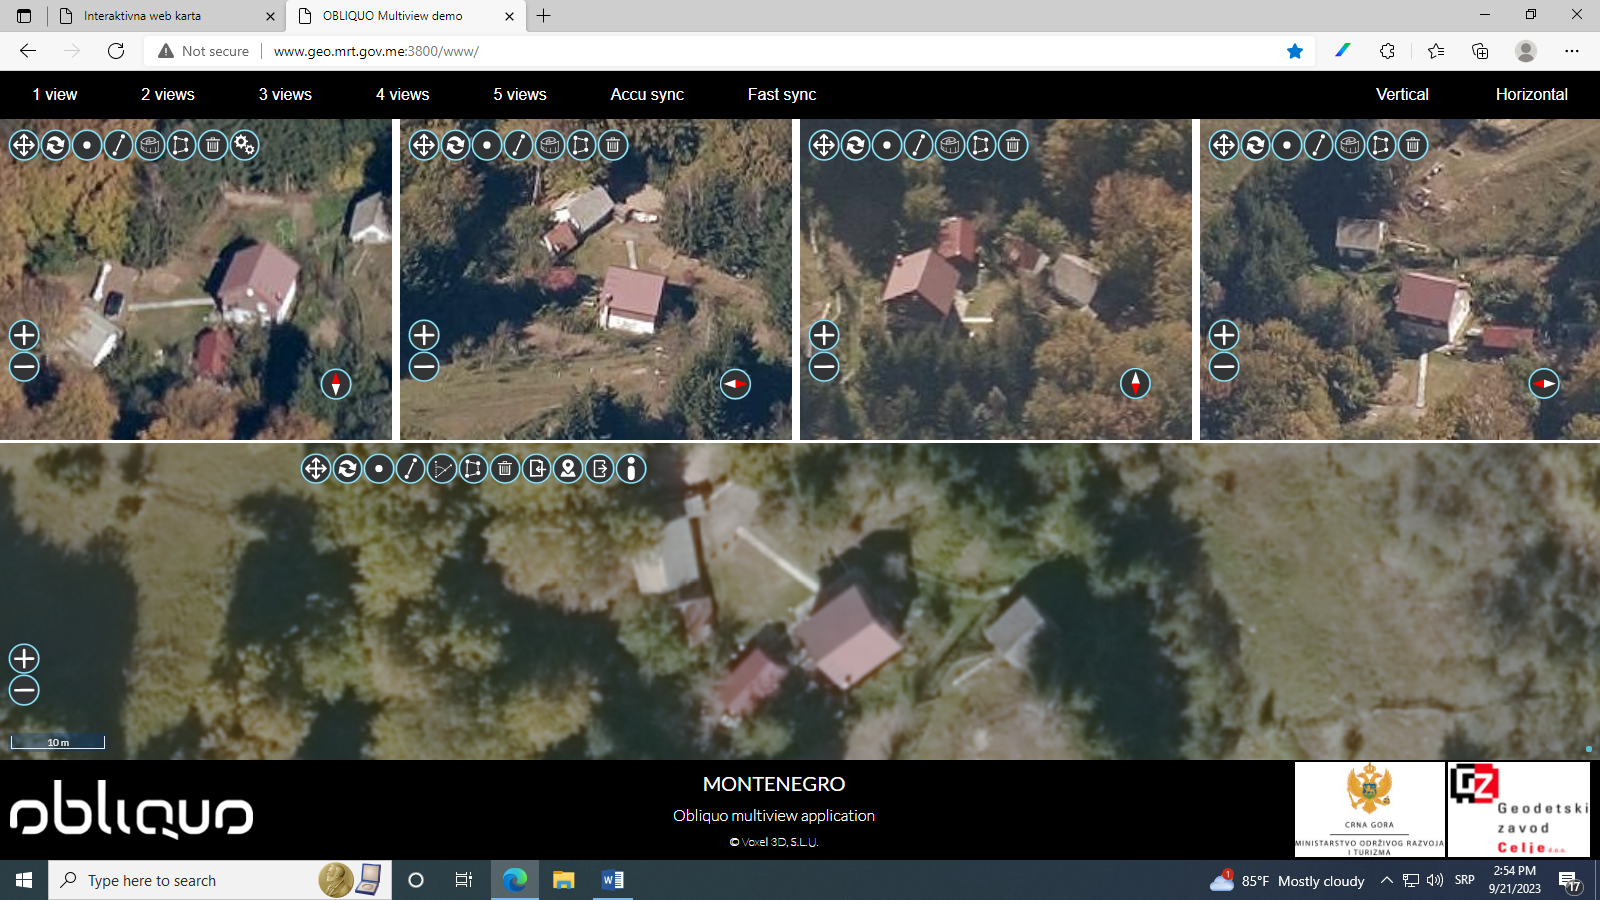 Interaktivna web karta
OBLIQUO Multiview demo
Not secure
www.geo.mrt.gov.me:3800/www/
1 view
2 views
3 views
4 views
5 views
Accu sync
Fast sync
Vertical
Horizontal
10 m
obliquo
MONTENEGRO
Obliquo multiview application
© Voxel 3D, S.L.U.
CRNA GORA
MINISTARSTVO ODRŽIVOG RAZVOJA
I TURIZMA
GZ
Geodetski
zavod
Celje d.o.o.
Type here to search
1
85°F Mostly cloudy
SRP
2:54 PM
9/21/2023
17